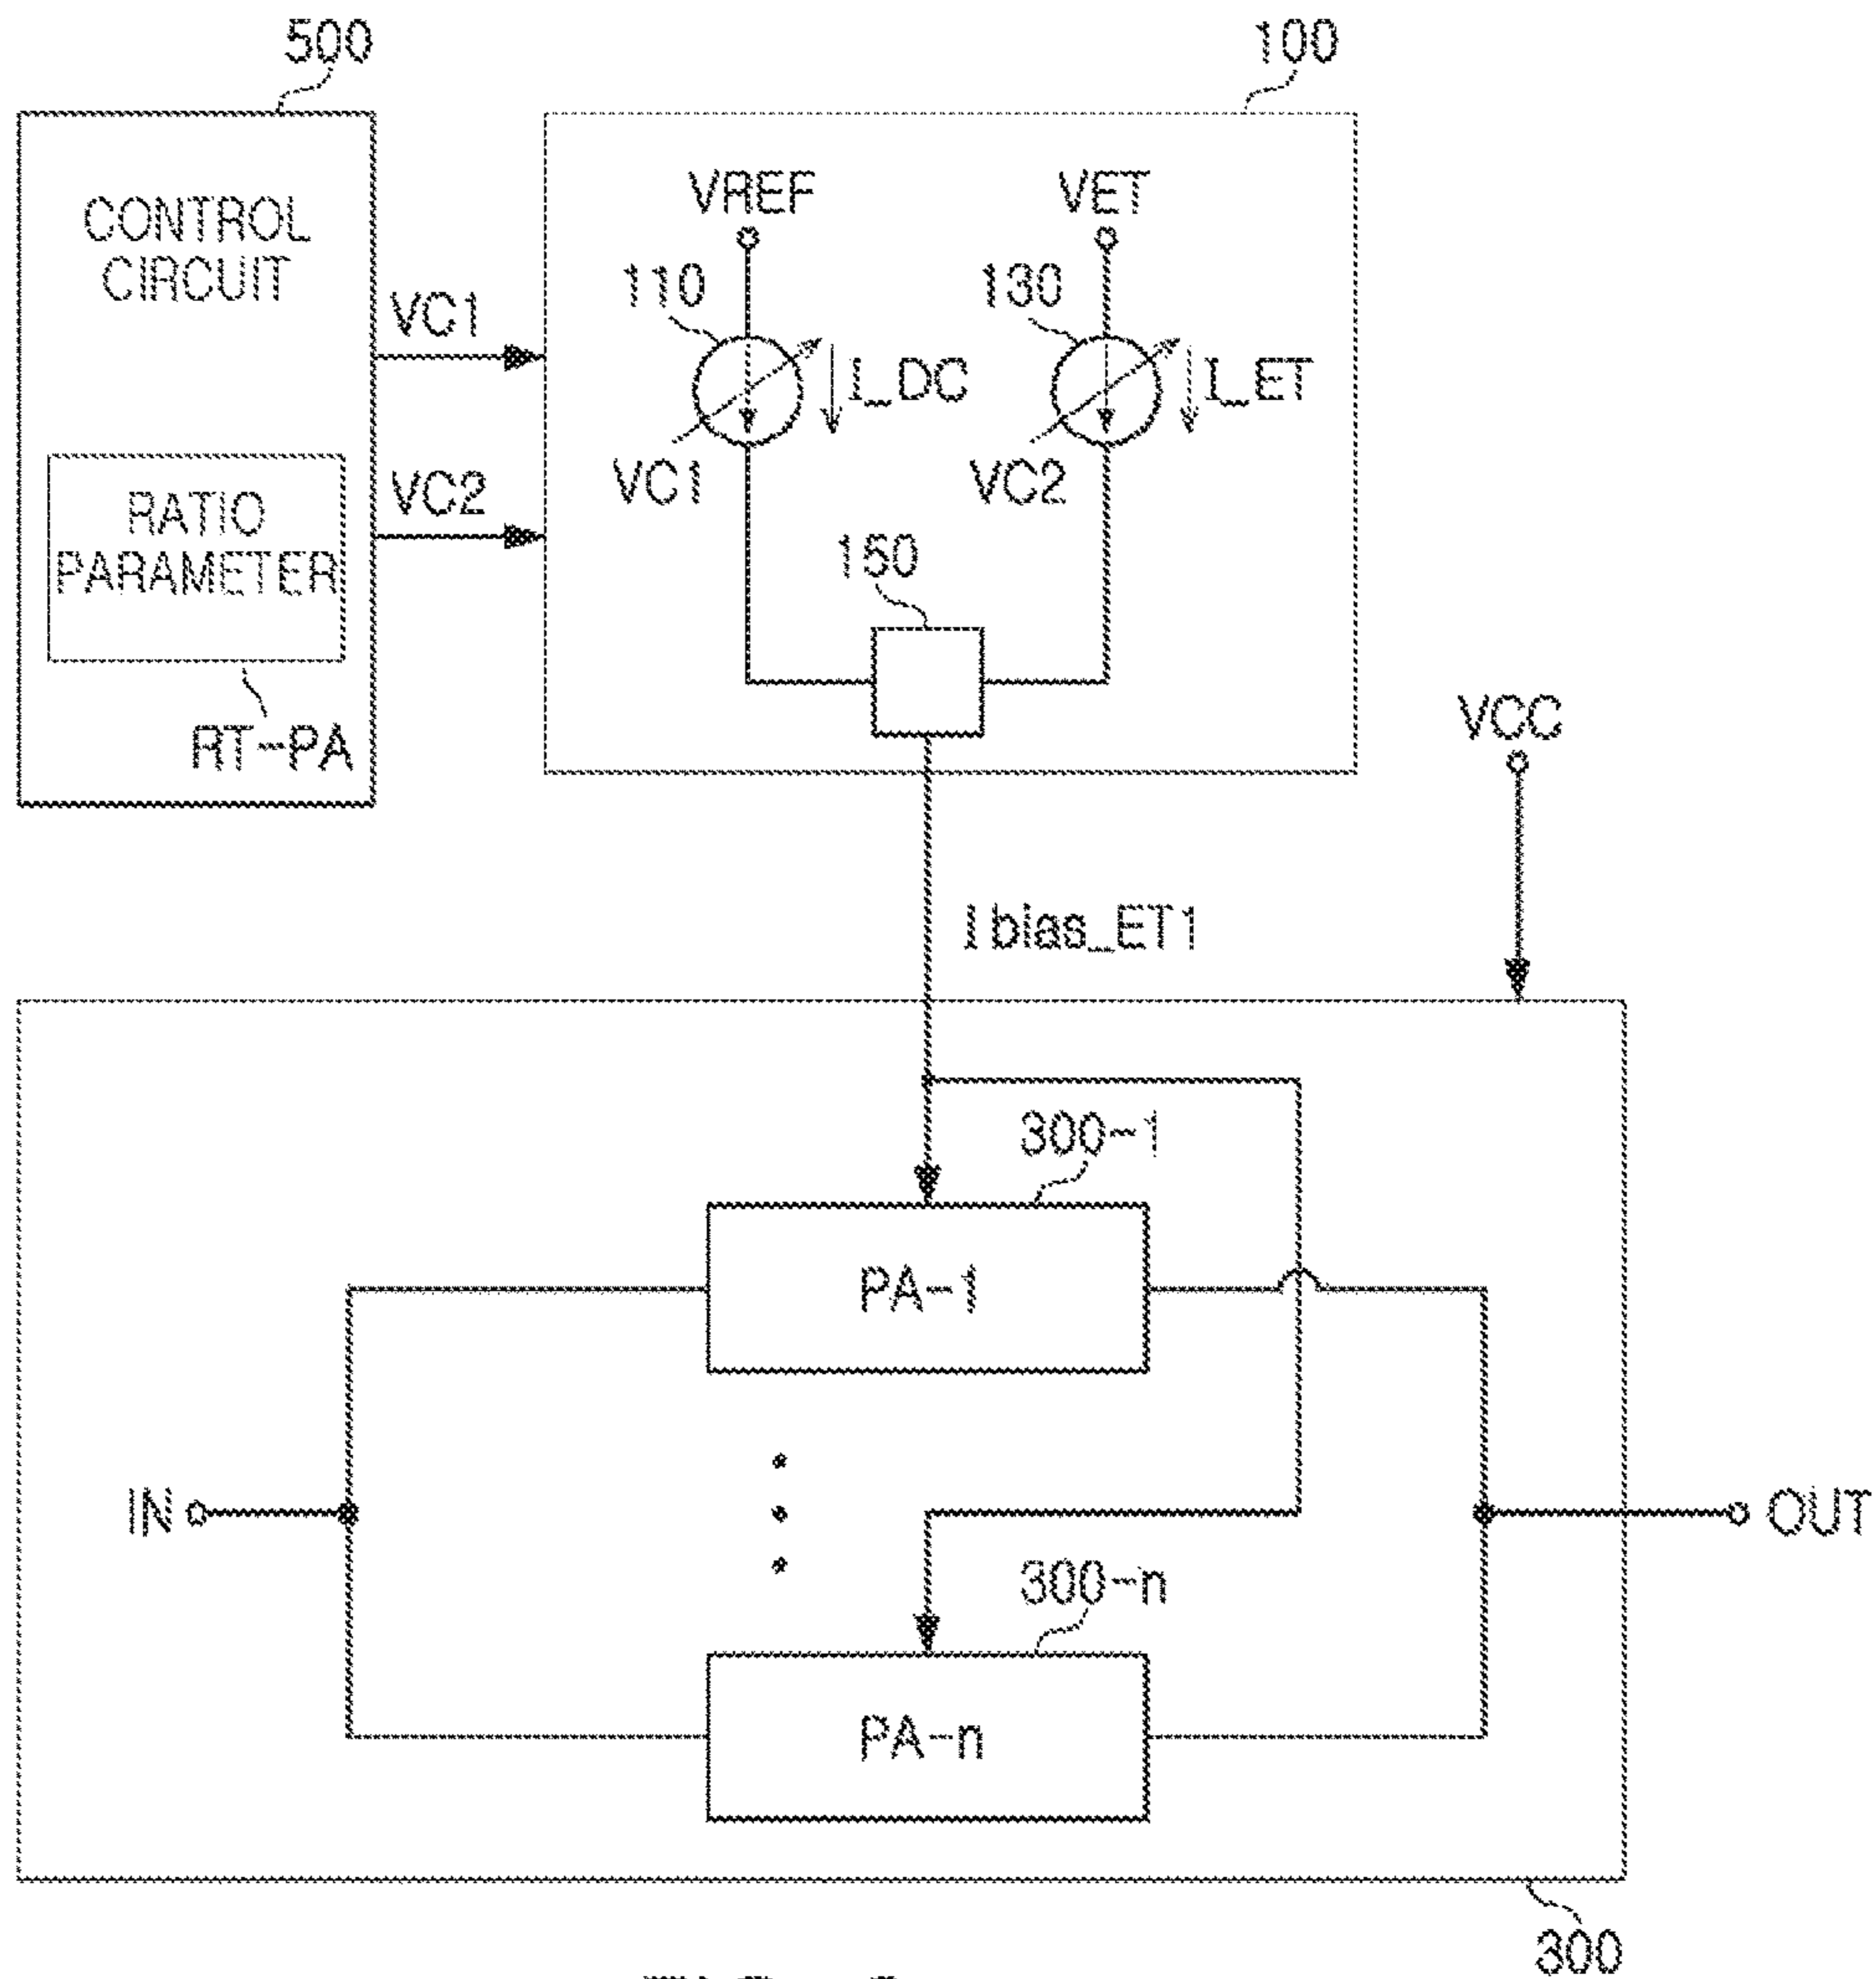 500
100
CONTROL
CIRCUIT
VREF
VET
110
130
VC1
I_DC
I_ET
VC1
VC2
VC2
RATIO
PARAMETER
150
RT-PA
VCC
I bias_ET1
300-1
PA-1
IN
OUT
300-n
PA-n
300